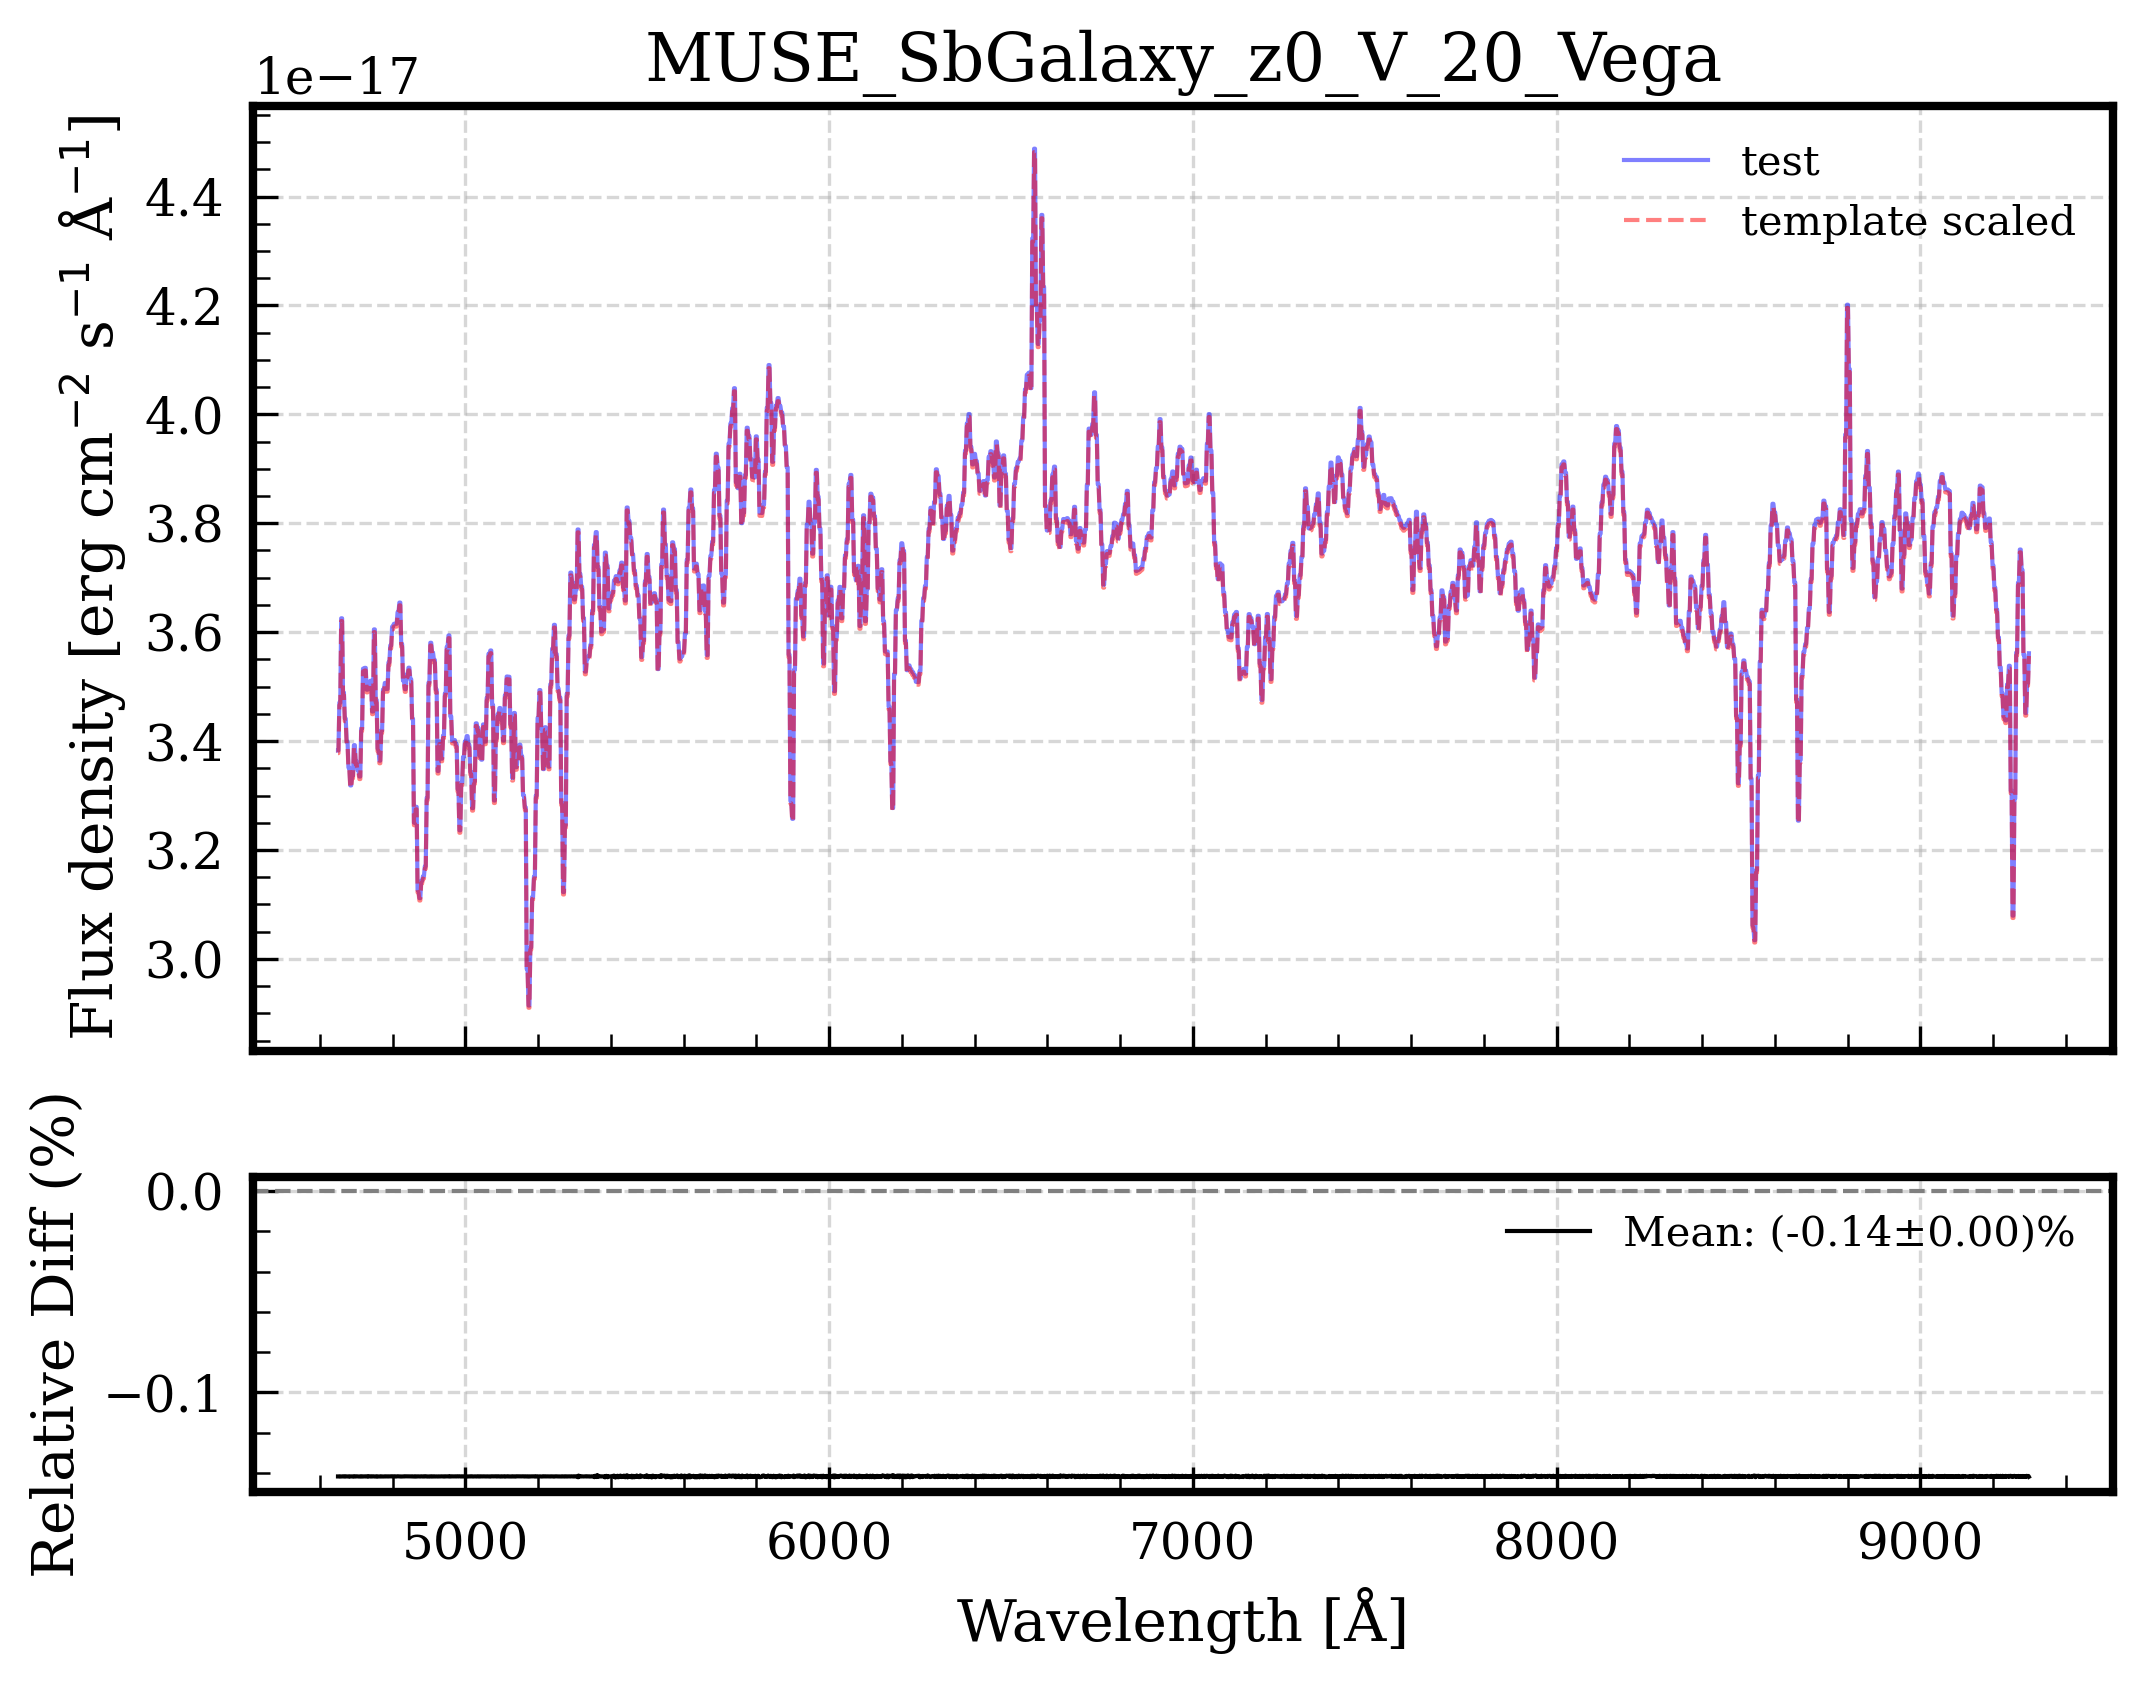 MUSE_SbGalaxy_z0_V_20_Vega
1e−17
Flux density [erg cm⁻² s⁻¹ Å⁻¹]
4.4
4.2
4.0
3.8
3.6
3.4
3.2
3.0
test
template scaled
Relative Diff (%)
0.0
−0.1
Mean: (-0.14±0.00)%
5000 6000 7000 8000 9000
Wavelength [Å]